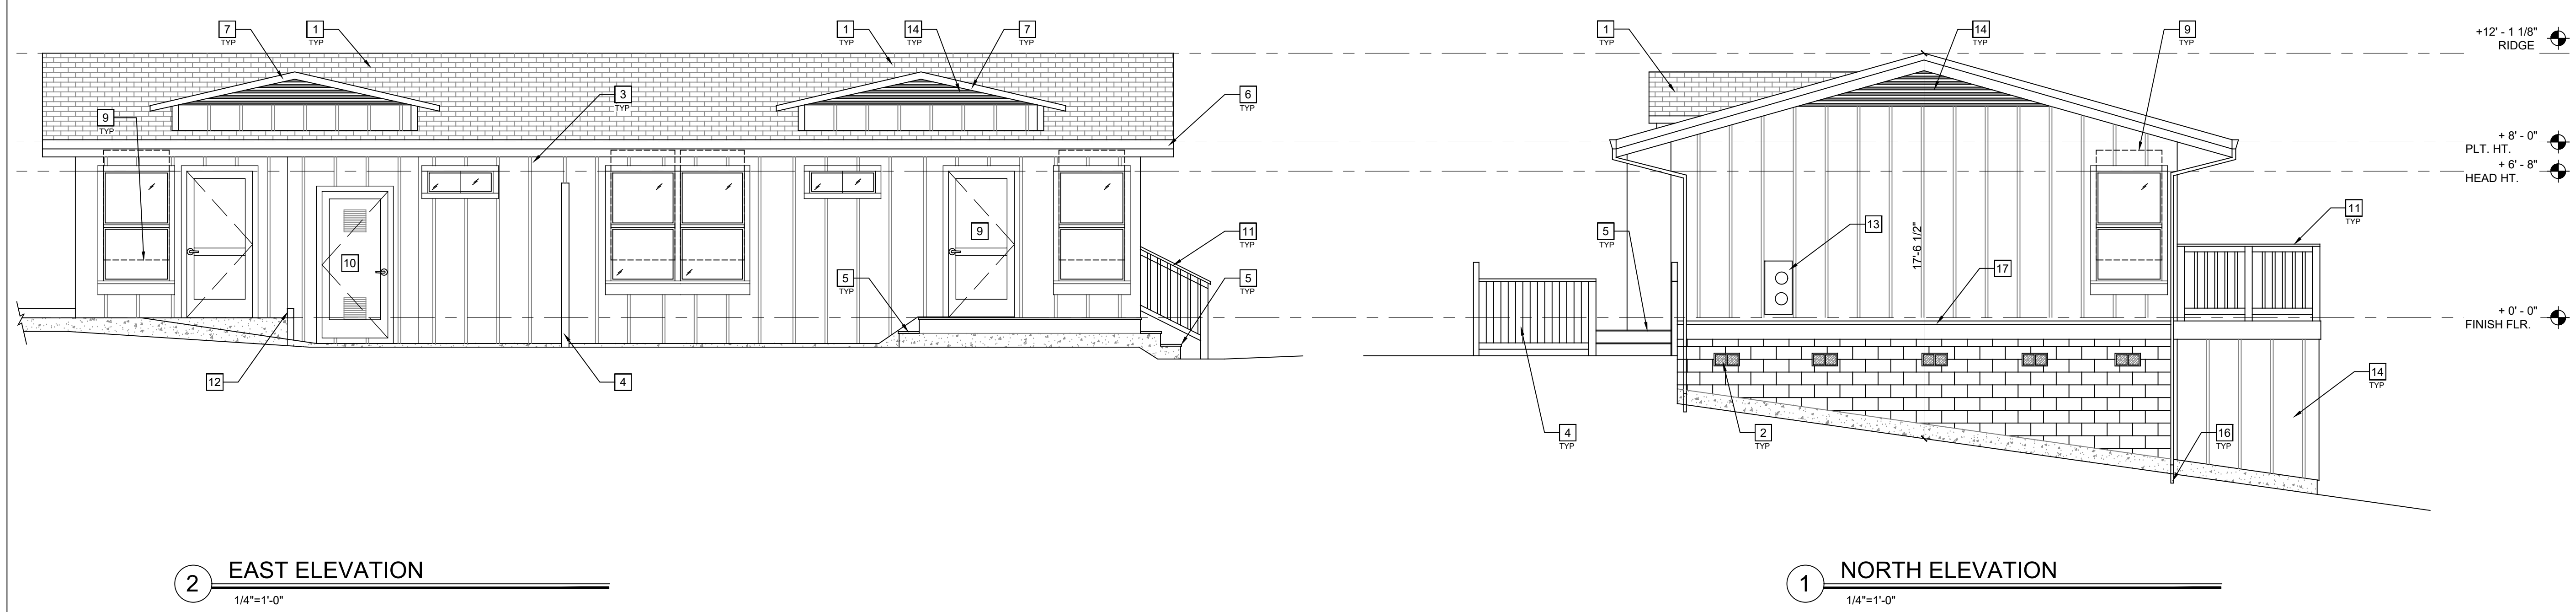 7
TYP
1
TYP
1
TYP
14
TYP
7
TYP
3
TYP
6
TYP
9
TYP
9
10
11
TYP
5
TYP
5
TYP
12
4
2
EAST ELEVATION
1/4"=1'-0"
1
TYP
14
TYP
9
TYP
+12' - 1 1/8"
RIDGE
+ 8' - 0"
PLT. HT.
+ 6' - 8"
HEAD HT.
11
TYP
5
TYP
13
17'-6 1/2"
17
+ 0' - 0"
FINISH FLR.
14
TYP
4
TYP
2
TYP
16
TYP
1
NORTH ELEVATION
1/4"=1'-0"